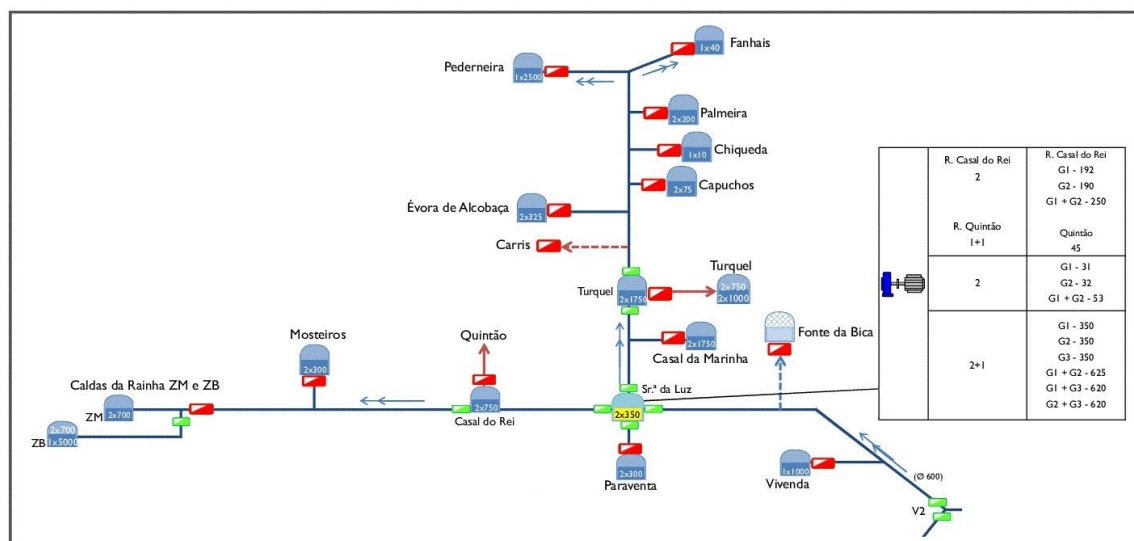 Fanhais
1x40
Pederneira
1x2500
Palmeira
2x200
Chiqueda
1x10
Capuchos
2x75
Évora de Alcobaça
2x325
Carris
Turquel
2x1750
Turquel
2x750
2x1000
Casal da Marinha
2x1750
Fonte da Bica
Mosteiros
2x300
Quintão
Caldas da Rainha ZM e ZB
ZM
2x700
2x700
ZB
1x5000
2x750
Casal do Rei
Sr.ª da Luz
2x350
2x300
Paraventa
1x1000
Vivenda
(Ø 600)
V2
R. Casal do Rei
2
R. Casal do Rei
G1 - 192
G2 - 190
G1 + G2 - 250
R. Quintão
1+1
Quintão
45
2
G1 - 31
G2 - 32
G1 + G2 - 53
2+1
G1 - 350
G2 - 350
G3 - 350
G1 + G2 - 625
G1 + G3 - 620
G2 + G3 - 620